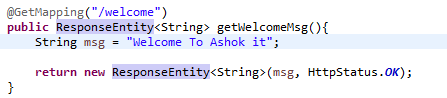 @GetMapping("/welcome")
public ResponseEntity<String> getWelcomeMsg(){
String msg = "Welcome To Ashok it";
return new ResponseEntity<String>(msg, HttpStatus.OK);
}